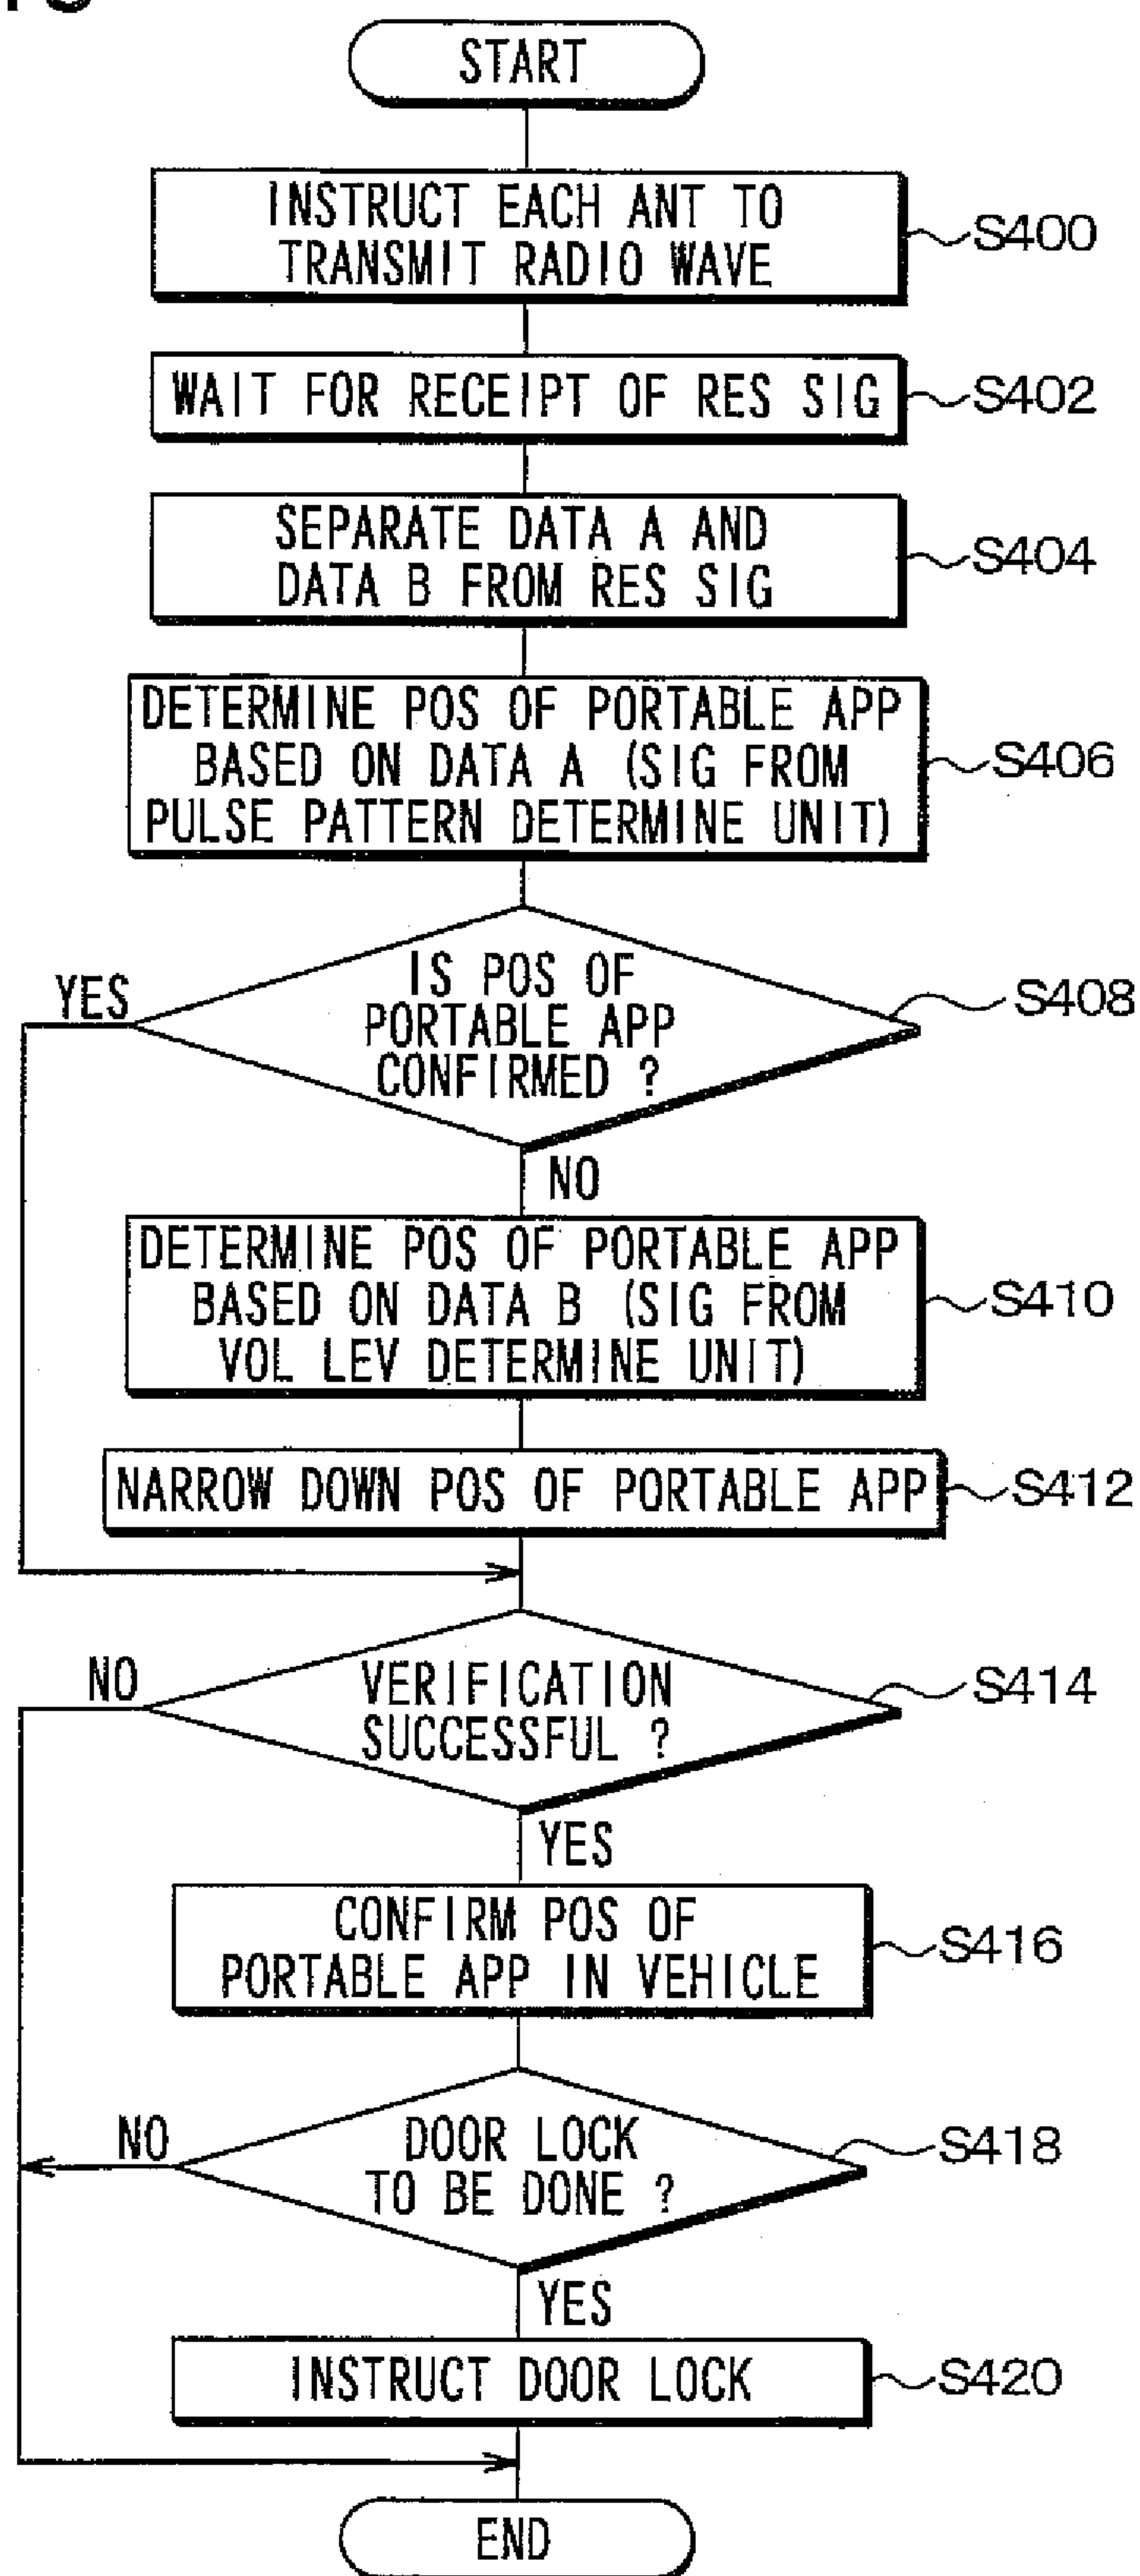 START
INSTRUCT EACH ANT TO
TRANSMIT RADIO WAVE
S400
WAIT FOR RECEIPT OF RES SIG
S402
SEPARATE DATA A AND
DATA B FROM RES SIG
S404
DETERMINE POS OF PORTABLE APP
BASED ON DATA A (SIG FROM
PULSE PATTERN DETERMINE UNIT)
S406
IS POS OF
PORTABLE APP
CONFIRMED ?
S408
YES
NO
DETERMINE POS OF PORTABLE APP
BASED ON DATA B (SIG FROM
VOL LEV DETERMINE UNIT)
S410
NARROW DOWN POS OF PORTABLE APP
S412
VERIFICATION
SUCCESSFUL ?
S414
NO
YES
CONFIRM POS OF
PORTABLE APP IN VEHICLE
S416
DOOR LOCK
TO BE DONE ?
S418
NO
YES
INSTRUCT DOOR LOCK
S420
END